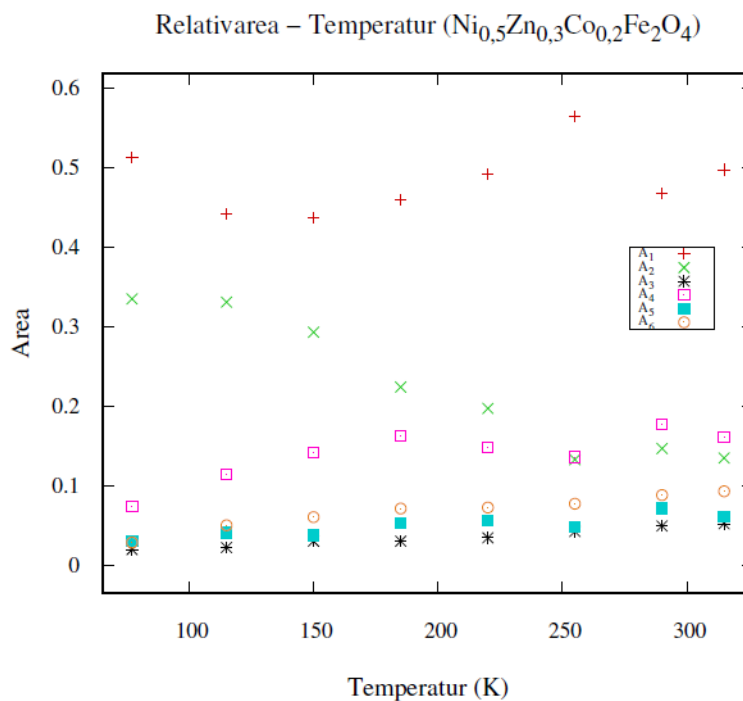 Relativarea – Temperatur (Ni0,5Zn0,3Co0,2Fe2O4)
0.6
0.5
0.4
0.3
0.2
0.1
0
Area
A1
A2
A3
A4
A5
A6
100 150 200 250 300
Temperatur (K)